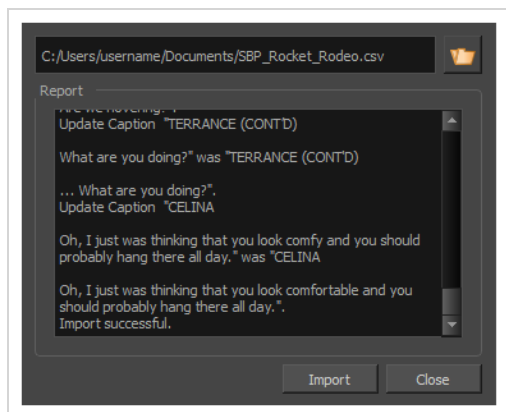 C:/Users/username/Documents/SBP_Rocket_Rodeo.csv
Report
Are we hovering?".
Update Caption "TERRANCE (CONT'D)
What are you doing?" was "TERRANCE (CONT'D)
... What are you doing?".
Update Caption "CELINA
Oh, I just was thinking that you look comfy and you should
probably hang there all day." was "CELINA
Oh, I just was thinking that you look comfortable and you
should probably hang there all day.".
Import successful.
Import
Close